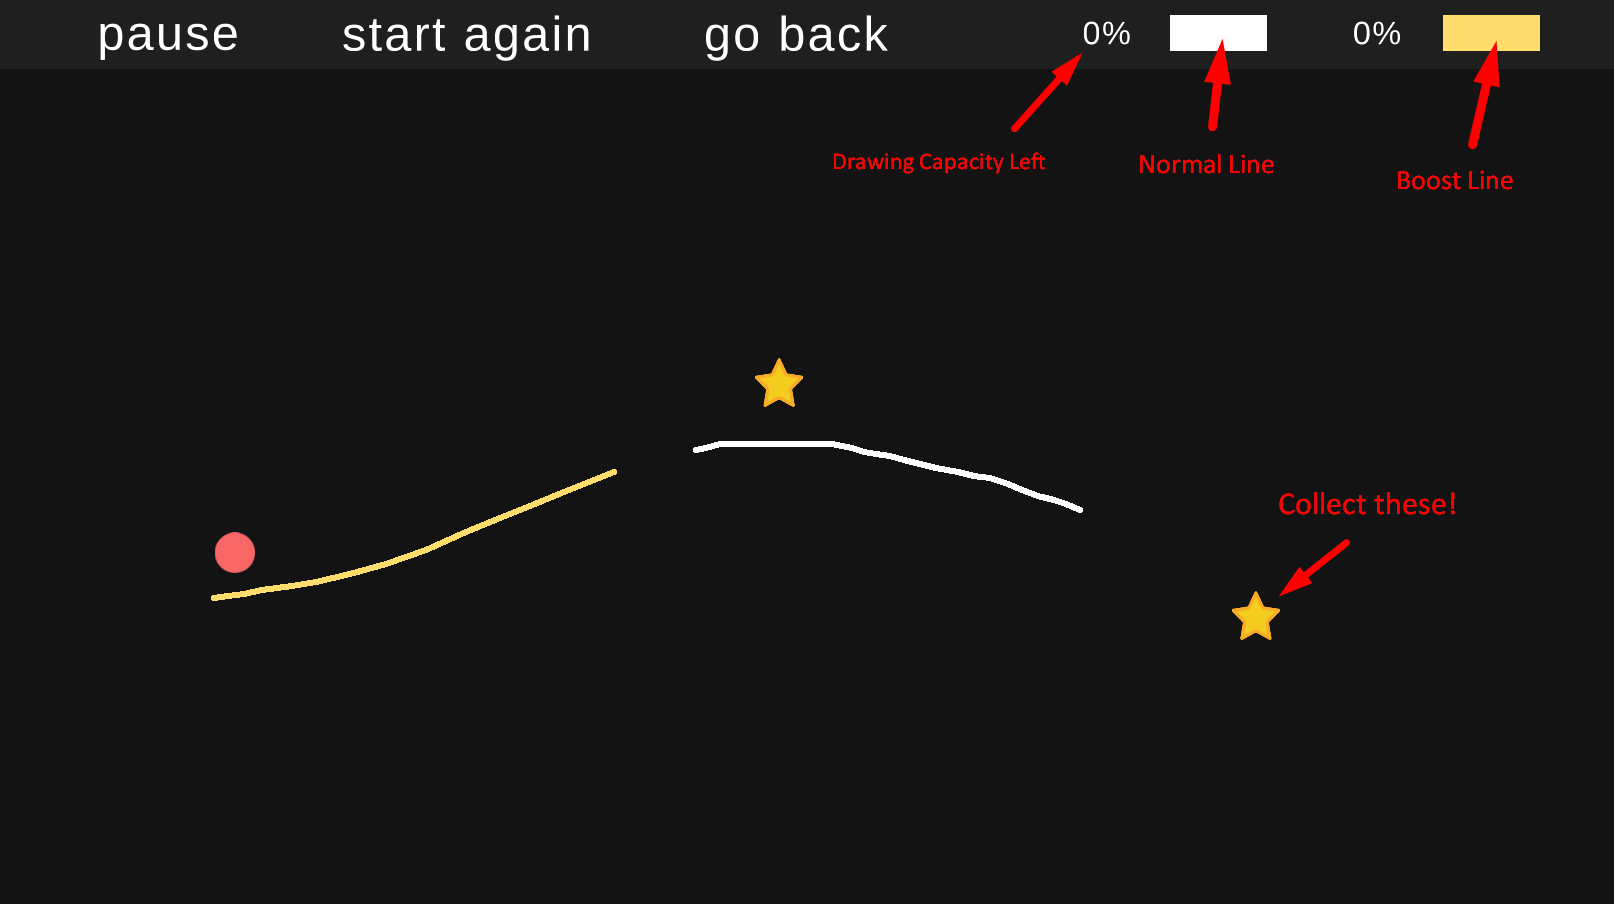 pause
start again
go back
0%
0%
Drawing Capacity Left
Normal Line
Boost Line
Collect these!